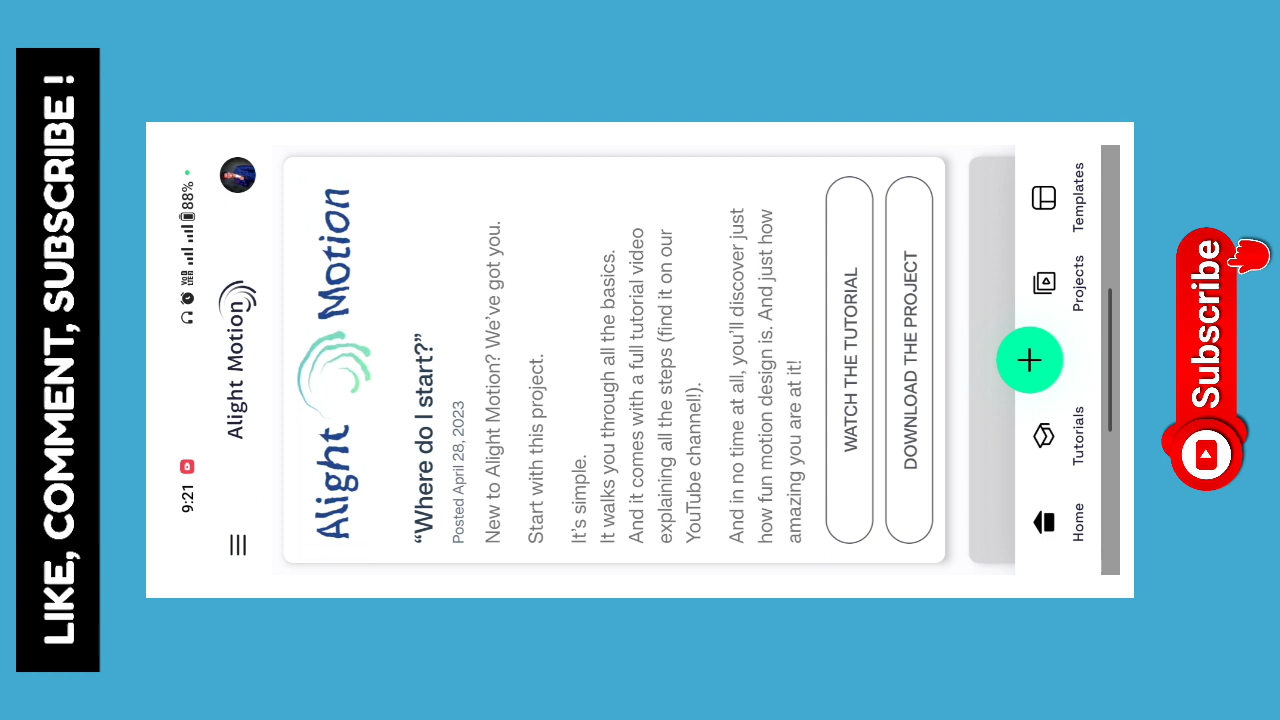 LIKE, COMMENT, SUBSCRIBE !
9:21
VoD LTE 88%
Alight Motion
Alight Motion
“Where do I start?”
Posted April 28, 2023
New to Alight Motion? We’ve got you.
Start with this project.
It’s simple.
It walks you through all the basics.
And it comes with a full tutorial video
explaining all the steps (find it on our
YouTube channel!).
And in no time at all, you’ll discover just
how fun motion design is. And just how
amazing you are at it!
WATCH THE TUTORIAL
DOWNLOAD THE PROJECT
Home
Tutorials
Projects
Templates
Subscribe